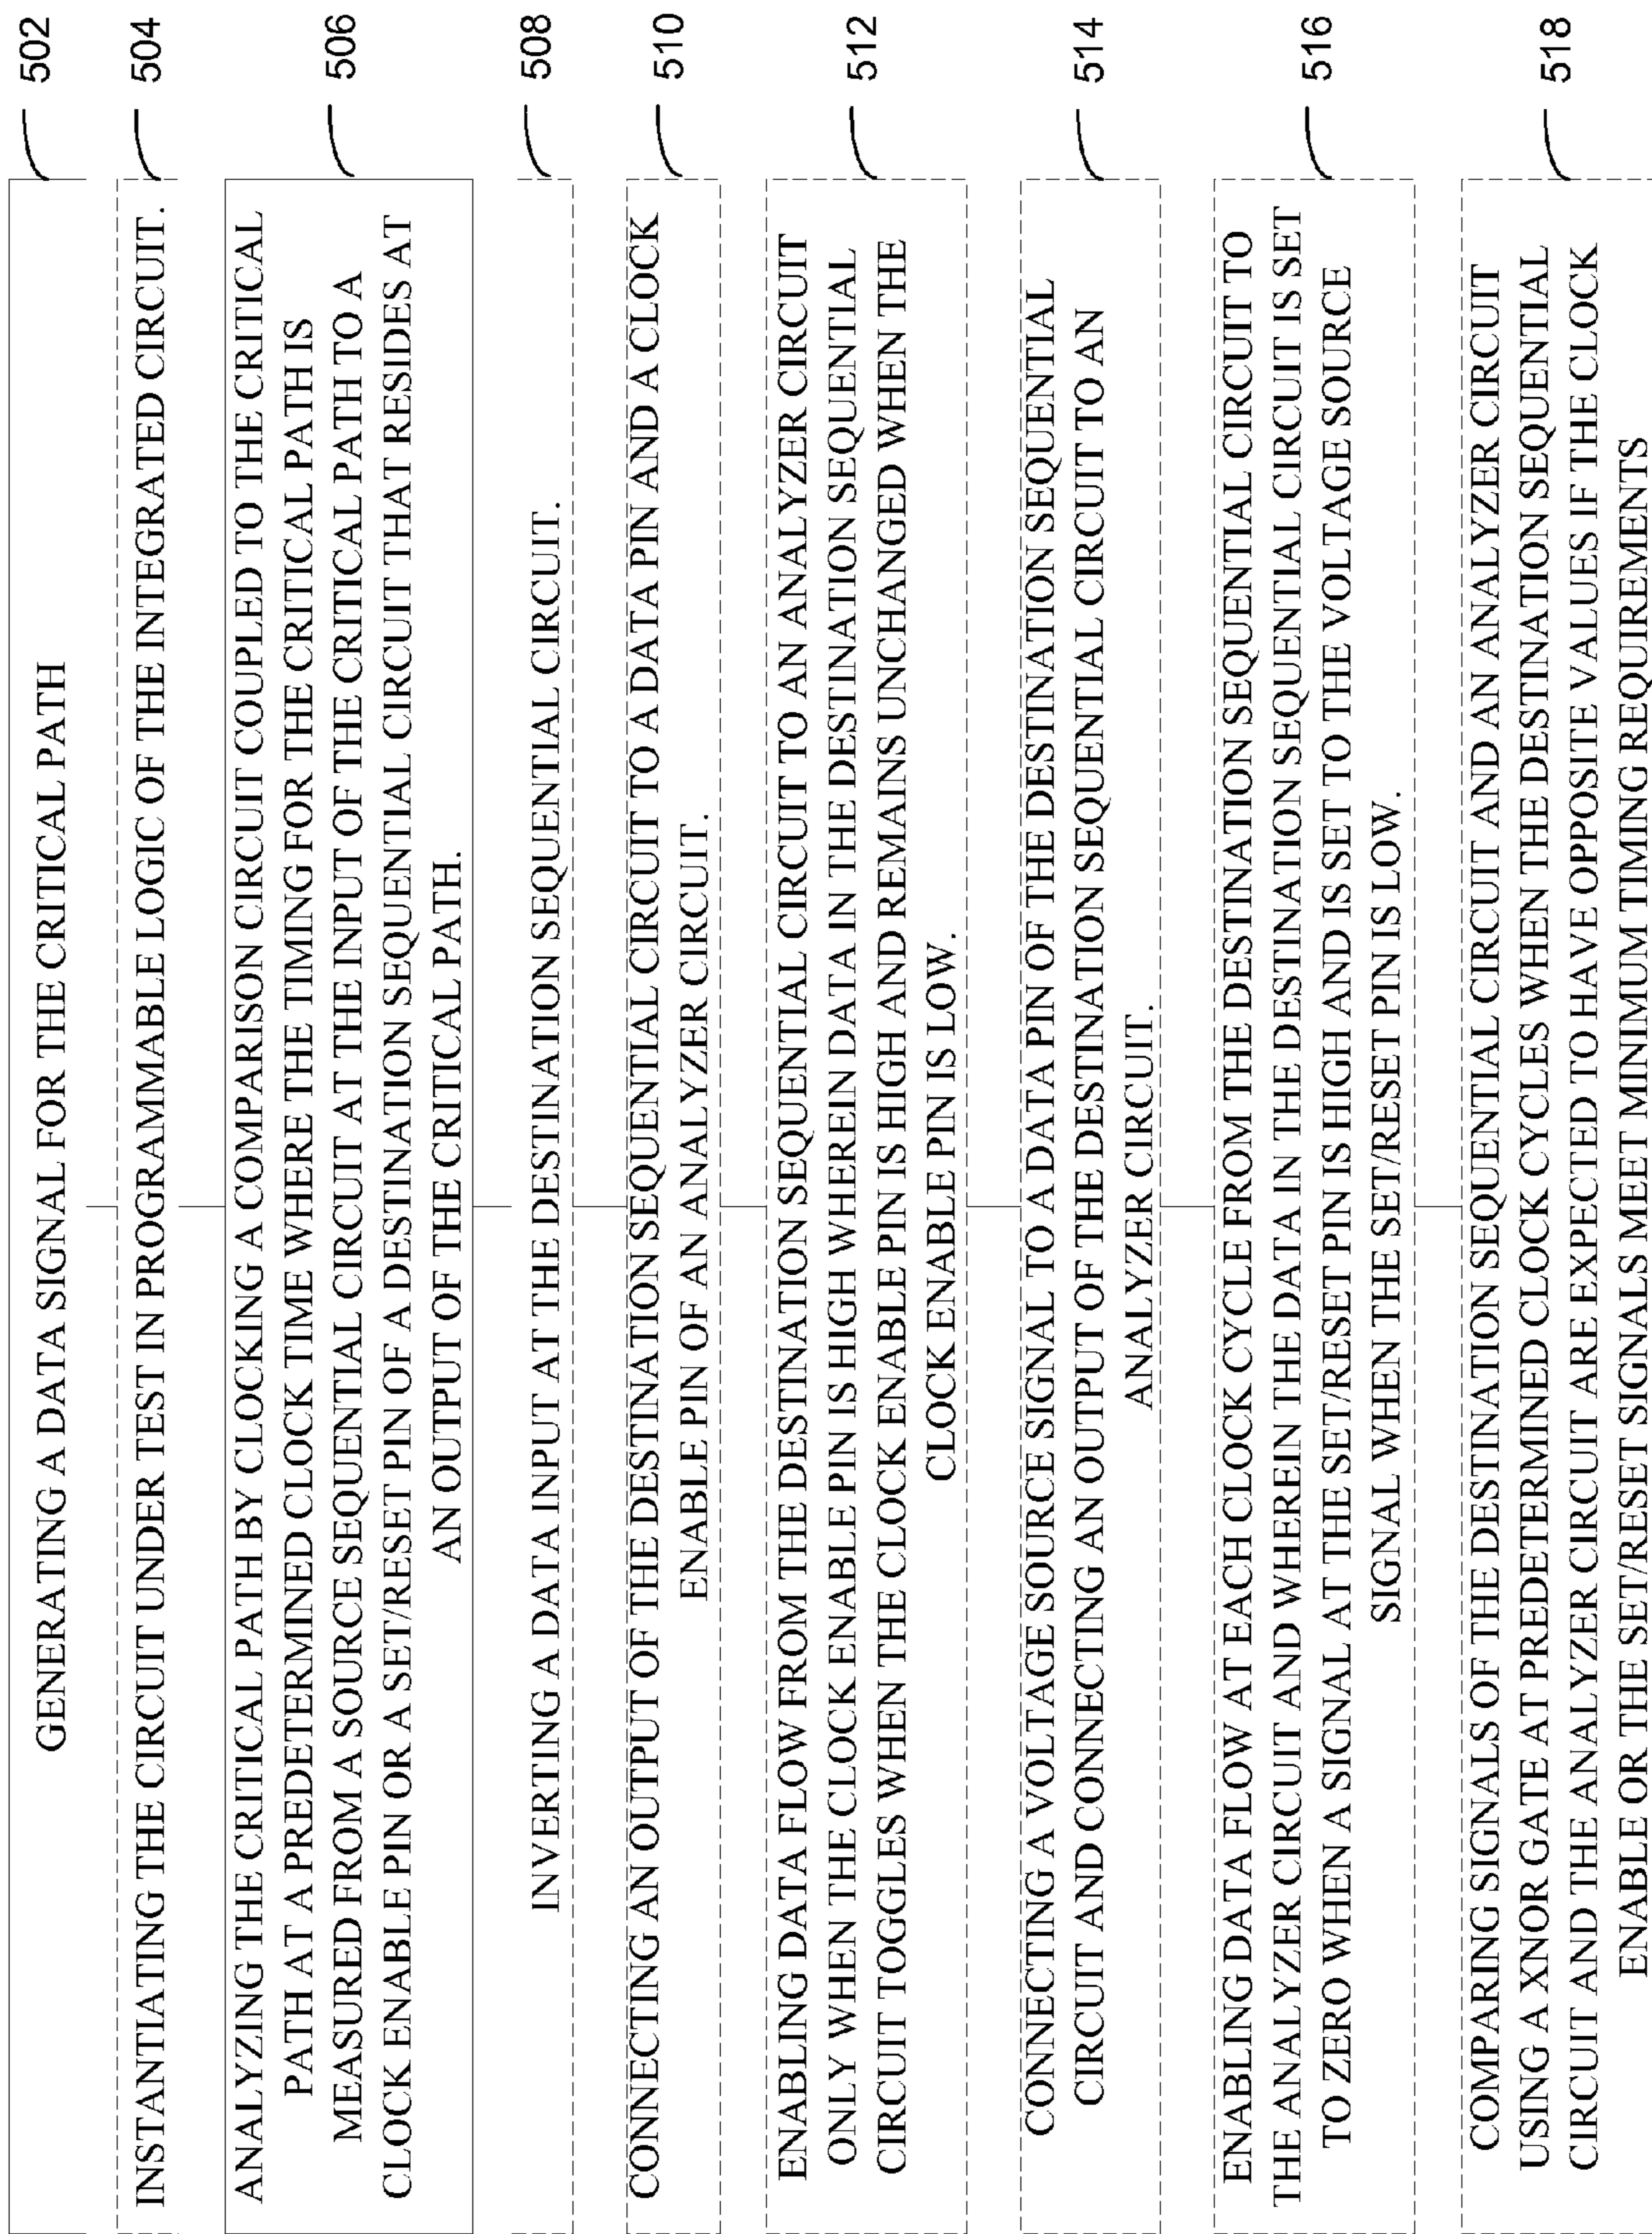 GENERATING A DATA SIGNAL FOR THE CRITICAL PATH
502
INSTANTIATING THE CIRCUIT UNDER TEST IN PROGRAMMABLE LOGIC OF THE INTEGRATED CIRCUIT.
504
ANALYZING THE CRITICAL PATH BY CLOCKING A COMPARISON CIRCUIT COUPLED TO THE CRITICAL
PATH AT A PREDETERMINED CLOCK TIME WHERE THE TIMING FOR THE CRITICAL PATH IS
MEASURED FROM A SOURCE SEQUENTIAL CIRCUIT AT THE INPUT OF THE CRITICAL PATH TO A
CLOCK ENABLE PIN OR A SET/RESET PIN OF A DESTINATION SEQUENTIAL CIRCUIT THAT RESIDES AT
AN OUTPUT OF THE CRITICAL PATH.
506
INVERTING A DATA INPUT AT THE DESTINATION SEQUENTIAL CIRCUIT.
508
CONNECTING AN OUTPUT OF THE DESTINATION SEQUENTIAL CIRCUIT TO A DATA PIN AND A CLOCK
ENABLE PIN OF AN ANALYZER CIRCUIT.
510
ENABLING DATA FLOW FROM THE DESTINATION SEQUENTIAL CIRCUIT TO AN ANALYZER CIRCUIT
ONLY WHEN THE CLOCK ENABLE PIN IS HIGH WHEREIN DATA IN THE DESTINATION SEQUENTIAL
CIRCUIT TOGGLES WHEN THE CLOCK ENABLE PIN IS HIGH AND REMAINS UNCHANGED WHEN THE
CLOCK ENABLE PIN IS LOW.
512
CONNECTING A VOLTAGE SOURCE SIGNAL TO A DATA PIN OF THE DESTINATION SEQUENTIAL
CIRCUIT AND CONNECTING AN OUTPUT OF THE DESTINATION SEQUENTIAL CIRCUIT TO AN
ANALYZER CIRCUIT.
514
ENABLING DATA FLOW AT EACH CLOCK CYCLE FROM THE DESTINATION SEQUENTIAL CIRCUIT TO
THE ANALYZER CIRCUIT AND WHEREIN THE DATA IN THE DESTINATION SEQUENTIAL CIRCUIT IS SET
TO ZERO WHEN A SIGNAL AT THE SET/RESET PIN IS HIGH AND IS SET TO THE VOLTAGE SOURCE
SIGNAL WHEN THE SET/RESET PIN IS LOW.
516
COMPARING SIGNALS OF THE DESTINATION SEQUENTIAL CIRCUIT AND AN ANALYZER CIRCUIT
USING A XNOR GATE AT PREDETERMINED CLOCK CYCLES WHEN THE DESTINATION SEQUENTIAL
CIRCUIT AND THE ANALYZER CIRCUIT ARE EXPECTED TO HAVE OPPOSITE VALUES IF THE CLOCK
ENABLE OR THE SET/RESET SIGNALS MEET MINIMUM TIMING REQUIREMENTS
518